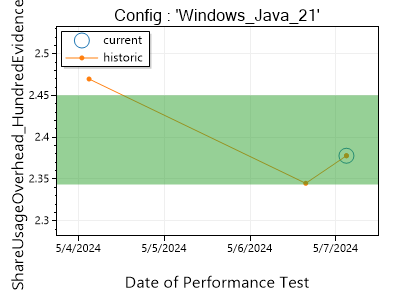 Config : 'Windows_Java_21'
current
historic
ShareUsageOverhead_HundredEvidence
2.5
2.45
2.4
2.35
2.3
5/4/2024
5/5/2024
5/6/2024
5/7/2024
Date of Performance Test